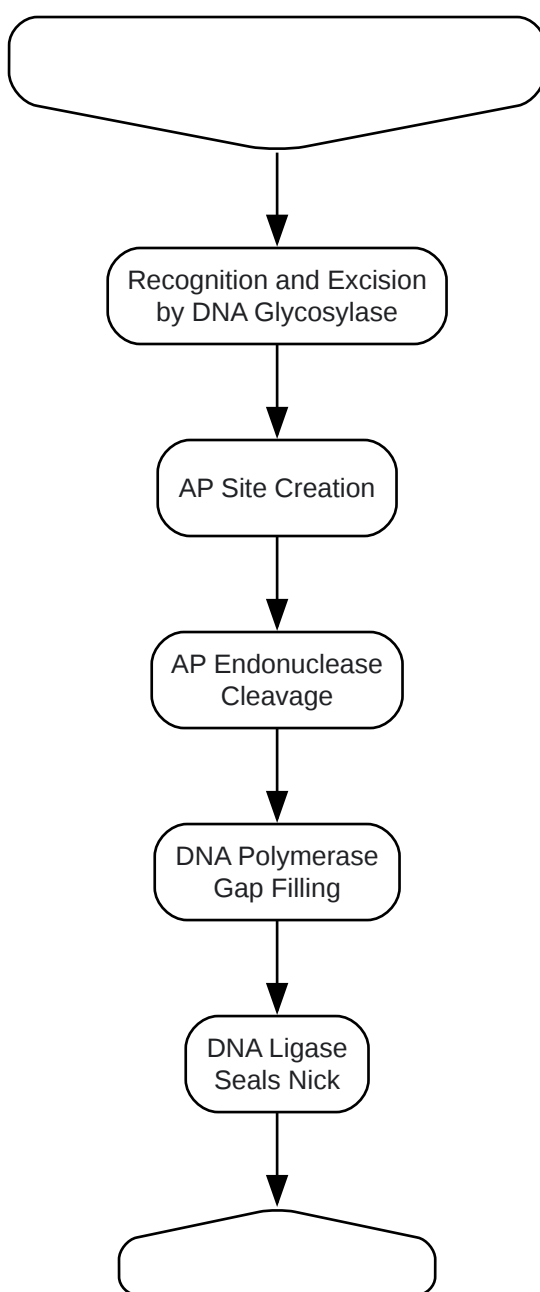 Recognition and Excision
by DNA Glycosylase
AP Site Creation
AP Endonuclease
Cleavage
DNA Polymerase
Gap Filling
DNA Ligase
Seals Nick